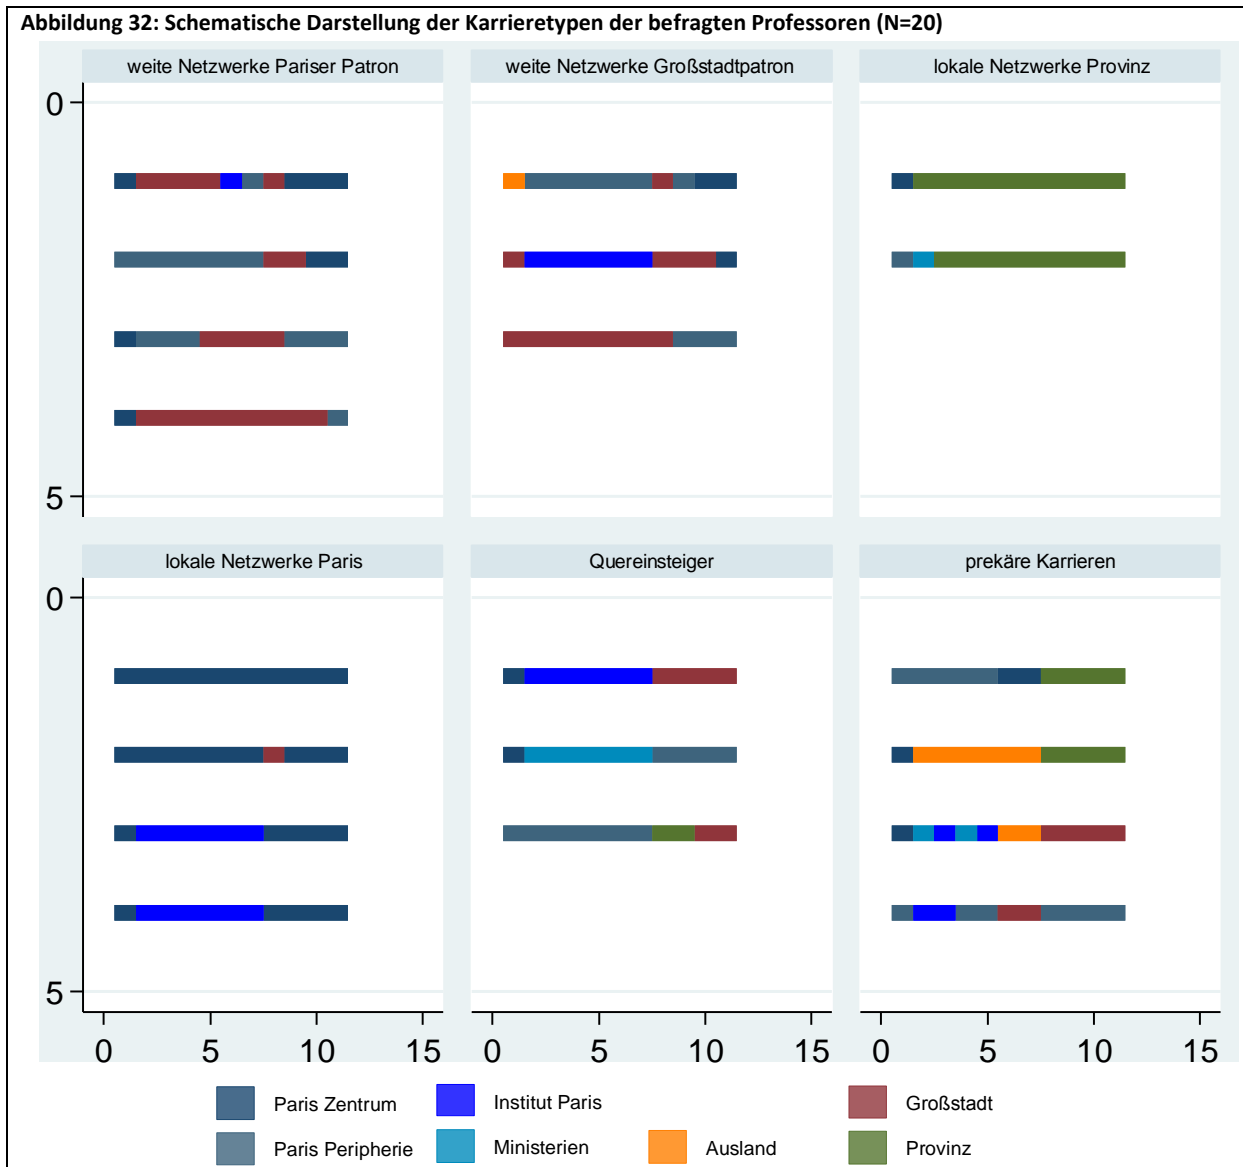 Abbildung 32: Schematische Darstellung der Karrieretypen der befragten Professoren (N=20)
weite Netzwerke Pariser Patron
weite Netzwerke Großstadtpatron
lokale Netzwerke Provinz
0
5
lokale Netzwerke Paris
Quereinsteiger
prekäre Karrieren
0
5
0 5 10 15
0 5 10 15
0 5 10 15
Paris Zentrum
Institut Paris
Großstadt
Paris Peripherie
Ministerien
Ausland
Provinz